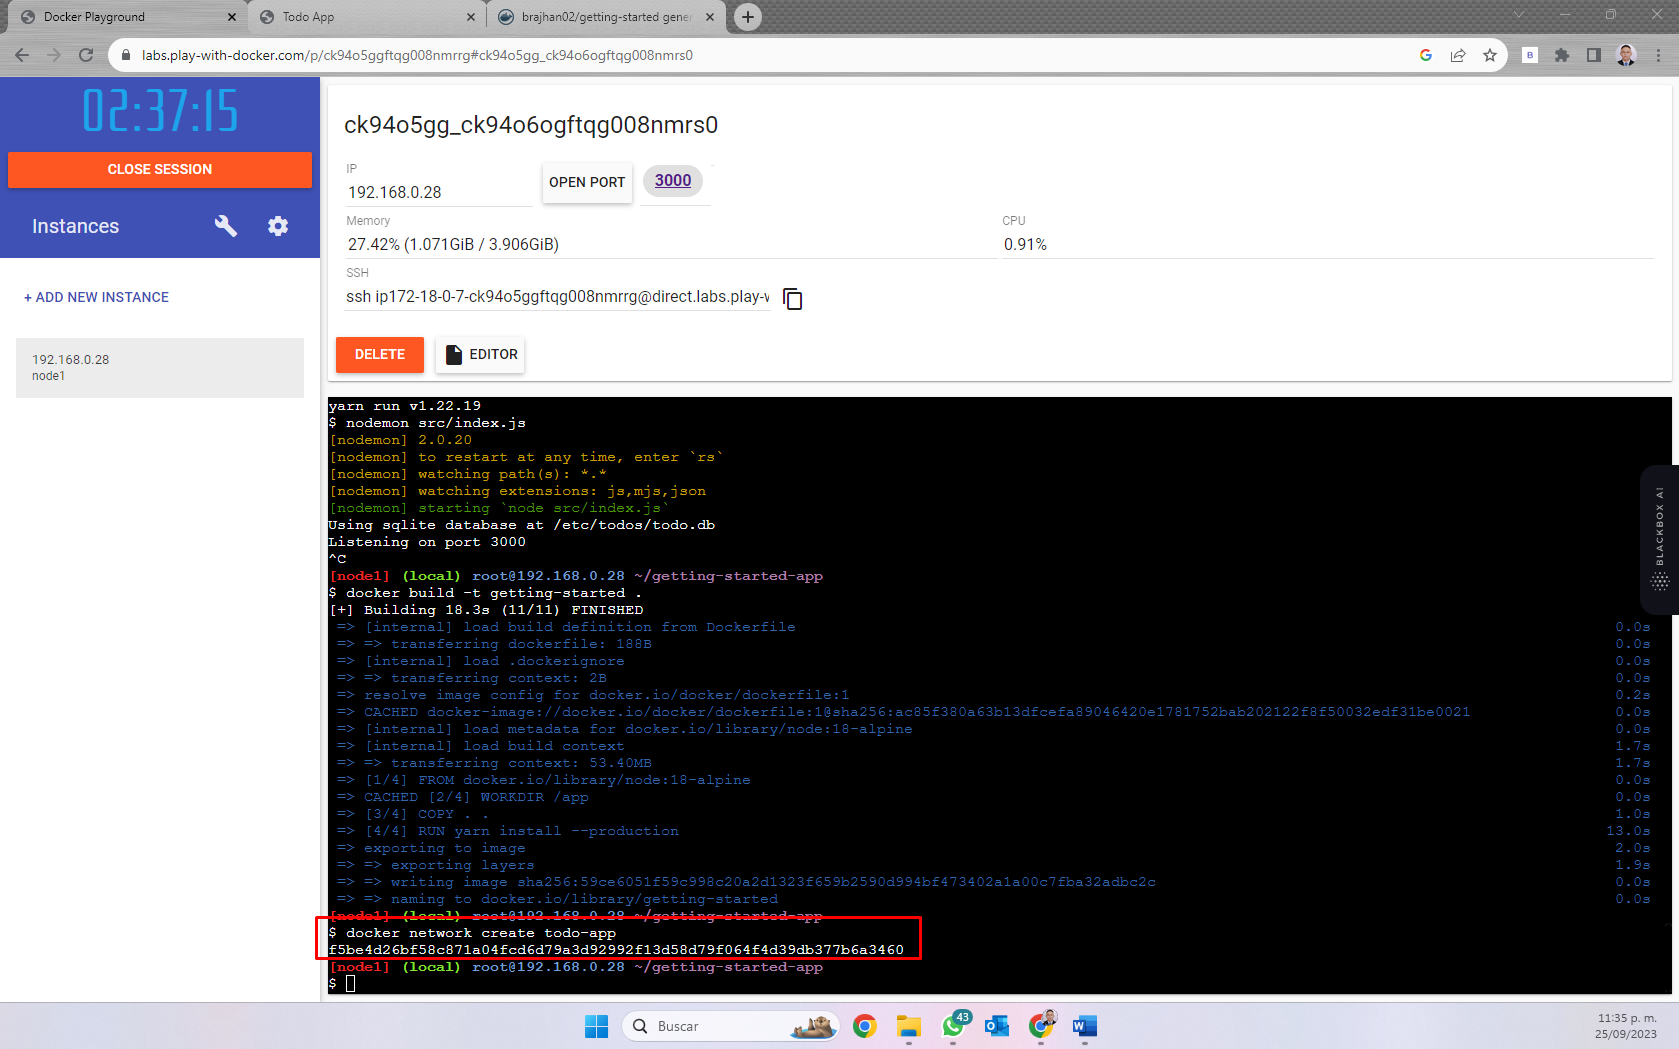 Docker Playground
Todo App
brajhan02/getting-started gener
labs.play-with-docker.com/p/ck94o5ggftqg008nmrrg#ck94o5gg_ck94o6ogftqg008nmrs0
02:37:15
CLOSE SESSION
Instances
+ ADD NEW INSTANCE
192.168.0.28
node1
ck94o5gg_ck94o6ogftqg008nmrs0
IP
192.168.0.28
OPEN PORT
3000
Memory
27.42% (1.071GiB / 3.906GiB)
CPU
0.91%
SSH
ssh ip172-18-0-7-ck94o5ggftqg008nmrrg@direct.labs.play-w
DELETE
EDITOR
yarn run v1.22.19
$ nodemon src/index.js
[nodemon] 2.0.20
[nodemon] to restart at any time, enter `rs`
[nodemon] watching path(s): *.*
[nodemon] watching extensions: js,mjs,json
[nodemon] starting `node src/index.js`
Using sqlite database at /etc/todos/todo.db
Listening on port 3000
^C
[node1] (local) root@192.168.0.28 ~/getting-started-app
$ docker build -t getting-started .
[+] Building 18.3s (11/11) FINISHED
=> [internal] load build definition from Dockerfile 0.0s
=> => transferring dockerfile: 188B 0.0s
=> [internal] load .dockerignore 0.0s
=> => transferring context: 2B 0.0s
=> resolve image config for docker.io/docker/dockerfile:1 0.2s
=> CACHED docker-image://docker.io/docker/dockerfile:1@sha256:ac85f380a63b13dfcefa89046420e1781752bab202122f8f50032edf31be0021 0.0s
=> [internal] load metadata for docker.io/library/node:18-alpine 0.0s
=> [internal] load build context 1.7s
=> => transferring context: 53.40MB 1.7s
=> [1/4] FROM docker.io/library/node:18-alpine 0.0s
=> CACHED [2/4] WORKDIR /app 0.0s
=> [3/4] COPY . . 1.0s
=> [4/4] RUN yarn install --production 13.0s
=> exporting to image 2.0s
=> => exporting layers 1.9s
=> => writing image sha256:59ce6051f59c998c20a2d1323f659b2590d994bf473402a1a00c7fba32adbc2c 0.0s
=> => naming to docker.io/library/getting-started 0.0s
[node1] (local) root@192.168.0.28 ~/getting-started-app
$ docker network create todo-app
f5be4d26bf58c871a04fcd6d79a3d92992f13d58d79f064f4d39db377b6a3460
[node1] (local) root@192.168.0.28 ~/getting-started-app
$
BLACKBOX AI
Buscar
43
11:35 p. m.
25/09/2023